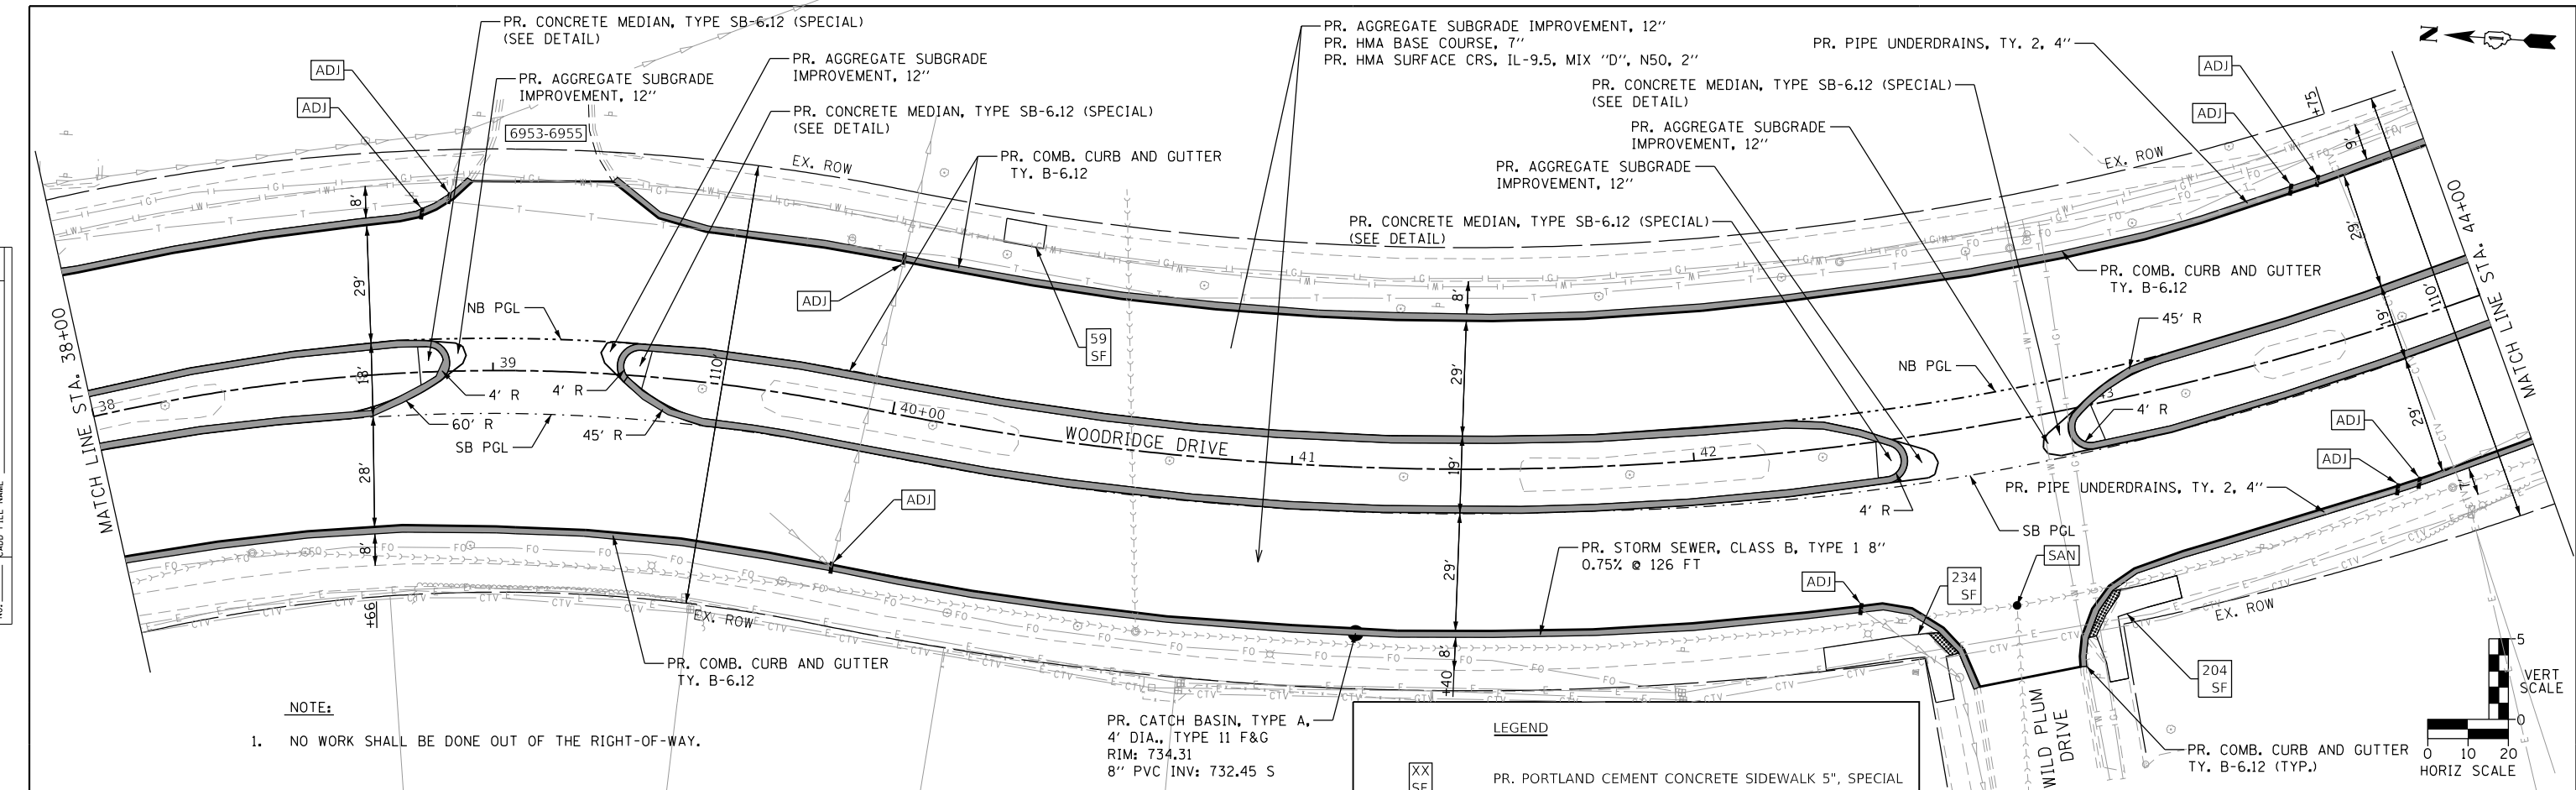 PR. CONCRETE MEDIAN, TYPE SB-6.12 (SPECIAL)
(SEE DETAIL)
ADJ
ADJ
PR. AGGREGATE SUBGRADE
IMPROVEMENT, 12"
6953-6955
PR. AGGREGATE SUBGRADE
IMPROVEMENT, 12"
PR. CONCRETE MEDIAN, TYPE SB-6.12 (SPECIAL)
(SEE DETAIL)
EX. ROW
PR. COMB. CURB AND GUTTER
TY. B-6.12
PR. AGGREGATE SUBGRADE IMPROVEMENT, 12"
PR. HMA BASE COURSE, 7"
PR. HMA SURFACE CRS, IL-9.5, MIX "D", N50, 2"
PR. PIPE UNDERDRAINS, TY. 2, 4"
PR. CONCRETE MEDIAN, TYPE SB-6.12 (SPECIAL)
(SEE DETAIL)
PR. AGGREGATE SUBGRADE
IMPROVEMENT, 12"
PR. AGGREGATE SUBGRADE
IMPROVEMENT, 12"
PR. CONCRETE MEDIAN, TYPE SB-6.12 (SPECIAL)
(SEE DETAIL)
ADJ
ADJ
+75
N
EX. ROW
9'
29'
19'
110'
29'
7'
MATCH LINE STA. 44+00
PR. COMB. CURB AND GUTTER
TY. B-6.12
45' R
NB PGL
43
4' R
ADJ
ADJ
PR. PIPE UNDERDRAINS, TY. 2, 4"
SB PGL
SAN
EX. ROW
MATCH LINE STA. 38+00
8'
29'
18'
28'
8'
+66
38
39
NB PGL
4' R
60' R
SB PGL
4' R
45' R
110'
ADJ
59
SF
40+00
WOODRIDGE DRIVE
41
42
8'
29'
19'
29'
8'
+40
ADJ
4' R
PR. STORM SEWER, CLASS B, TYPE 1 8"
0.75% @ 126 FT
ADJ
234
SF
204
SF
EX. ROW
PR. COMB. CURB AND GUTTER
TY. B-6.12
PR. CATCH BASIN, TYPE A,
4' DIA., TYPE 11 F&G
RIM: 734.31
8" PVC INV: 732.45 S
NOTE:
1. NO WORK SHALL BE DONE OUT OF THE RIGHT-OF-WAY.
LEGEND
XX
SF
PR. PORTLAND CEMENT CONCRETE SIDEWALK 5", SPECIAL
WILD PLUM
DRIVE
PR. COMB. CURB AND GUTTER
TY. B-6.12 (TYP.)
5
0
VERT
SCALE
0 10 20
HORIZ SCALE